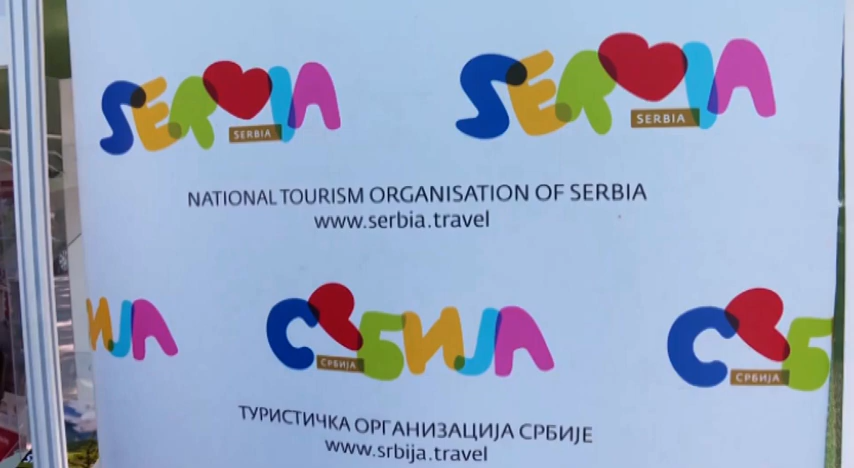 SERBIA SERBIA
SERBIA SERBIA
NATIONAL TOURISM ORGANISATION OF SERBIA
www.serbia.travel
ИЈА СРБИЈА СРБ
СРБИЈА СРБИЈА
ТУРИСТИЧКА ОРГАНИЗАЦИЈА СРБИЈЕ
www.srbija.travel